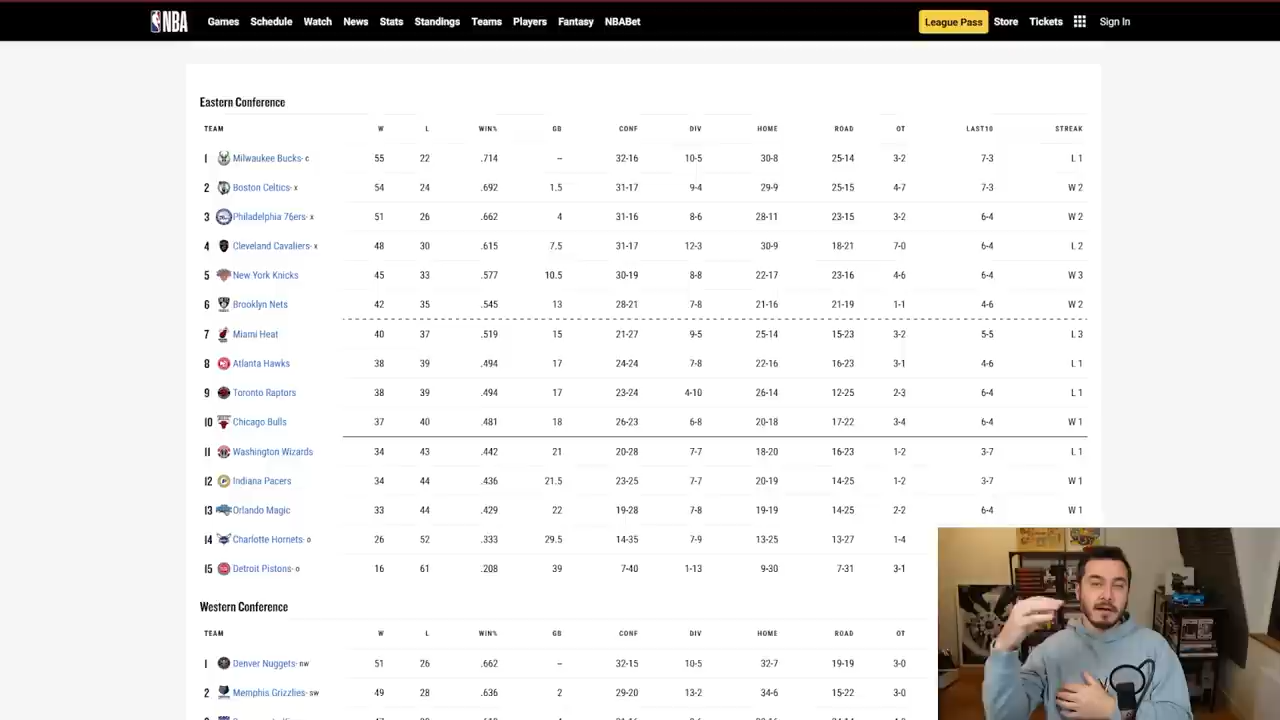 NBA Games Schedule Watch News Stats Standings Teams Players Fantasy NBABet League Pass Store Tickets Sign In
Eastern Conference
TEAM W L WIN% GB CONF DIV HOME ROAD OT LAST10 STREAK
1 Milwaukee Bucks - c 55 22 .714 -- 32-16 10-5 30-8 25-14 3-2 7-3 L 1
2 Boston Celtics - x 54 24 .692 1.5 31-17 9-4 29-9 25-15 4-7 7-3 W 2
3 Philadelphia 76ers - x 51 26 .662 4 31-16 8-6 28-11 23-15 3-2 6-4 W 2
4 Cleveland Cavaliers - x 48 30 .615 7.5 31-17 12-3 30-9 18-21 7-0 6-4 L 2
5 New York Knicks 45 33 .577 10.5 30-19 8-8 22-17 23-16 4-6 6-4 W 3
6 Brooklyn Nets 42 35 .545 13 28-21 7-8 21-16 21-19 1-1 4-6 W 2
7 Miami Heat 40 37 .519 15 21-27 9-5 25-14 15-23 3-2 5-5 L 3
8 Atlanta Hawks 38 39 .494 17 24-24 7-8 22-16 16-23 3-1 4-6 L 1
9 Toronto Raptors 38 39 .494 17 23-24 4-10 26-14 12-25 2-3 6-4 L 1
10 Chicago Bulls 37 40 .481 18 26-23 6-8 20-18 17-22 3-4 6-4 W 1
11 Washington Wizards 34 43 .442 21 20-28 7-7 18-20 16-23 1-2 3-7 L 1
12 Indiana Pacers 34 44 .436 21.5 23-25 7-7 20-19 14-25 1-2 3-7 W 1
13 Orlando Magic 33 44 .429 22 19-28 7-8 19-19 14-25 2-2 6-4 W 1
14 Charlotte Hornets - o 26 52 .333 29.5 14-35 7-9 13-25 13-27 1-4
15 Detroit Pistons - o 16 61 .208 39 7-40 1-13 9-30 7-31 3-1
Western Conference
TEAM W L WIN% GB CONF DIV HOME ROAD OT
1 Denver Nuggets - nw 51 26 .662 -- 32-15 10-5 32-7 19-19 3-0
2 Memphis Grizzlies - sw 49 28 .636 2 29-20 13-2 34-6 15-22 3-0